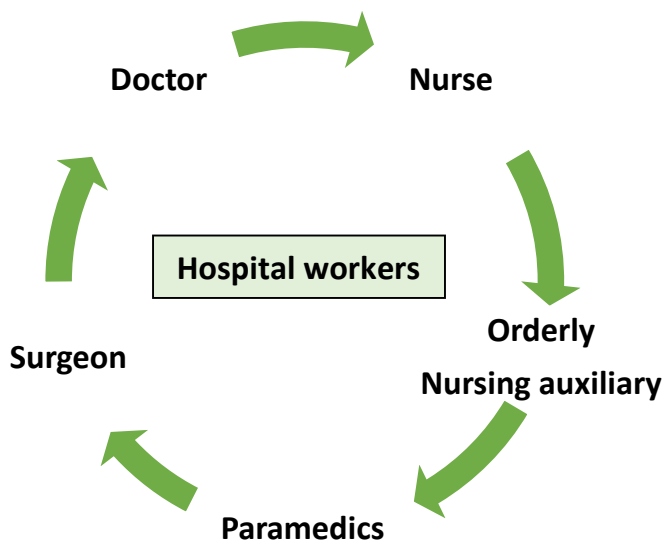 Doctor
Nurse
Hospital workers
Orderly
Nursing auxiliary
Surgeon
Paramedics